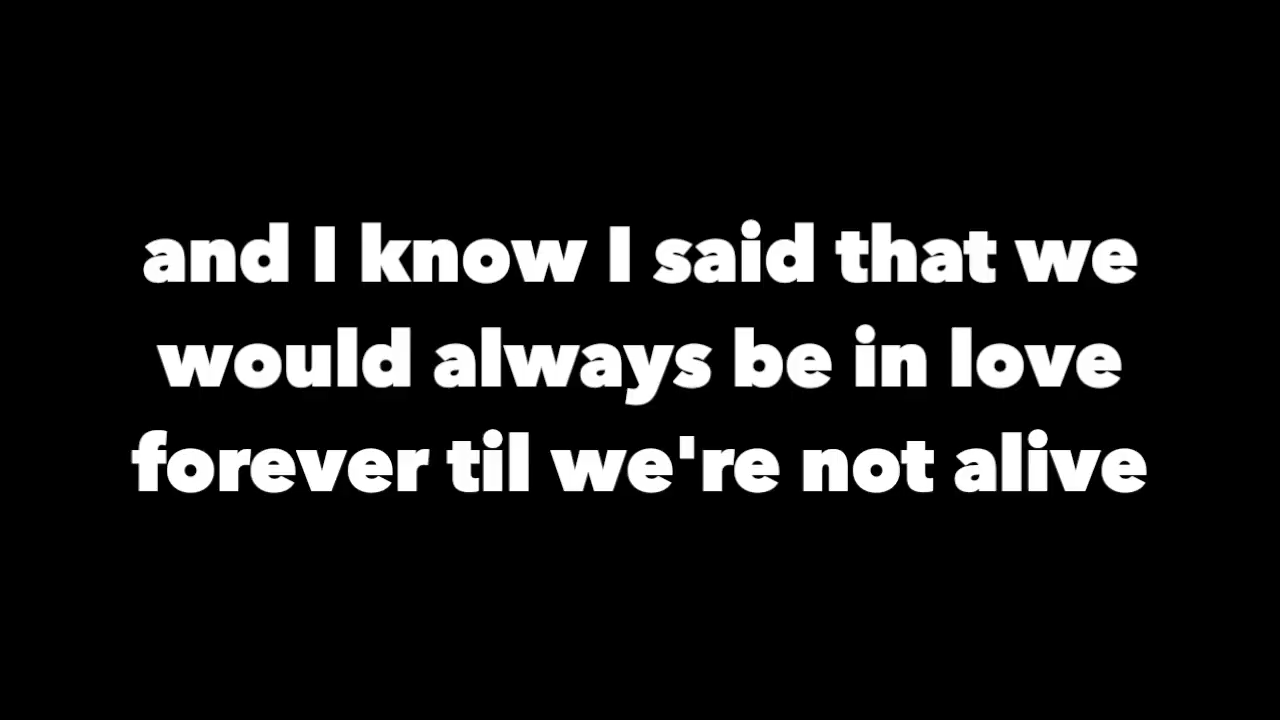 and I know I said that we
would always be in love
forever til we're not alive